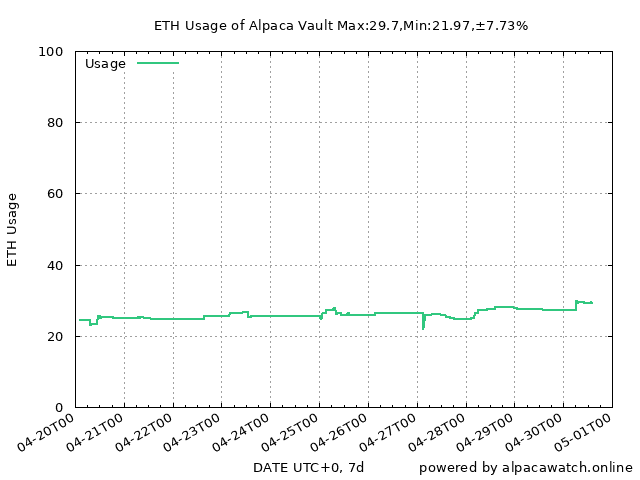 ETH Usage of Alpaca Vault Max:29.7,Min:21.97,±7.73%
Usage
100
80
60
40
20
0
ETH Usage
04-20T00
04-21T00
04-22T00
04-23T00
04-24T00
04-25T00
04-26T00
04-27T00
04-28T00
04-29T00
04-30T00
05-01T00
DATE UTC+0, 7d
powered by alpacawatch.online